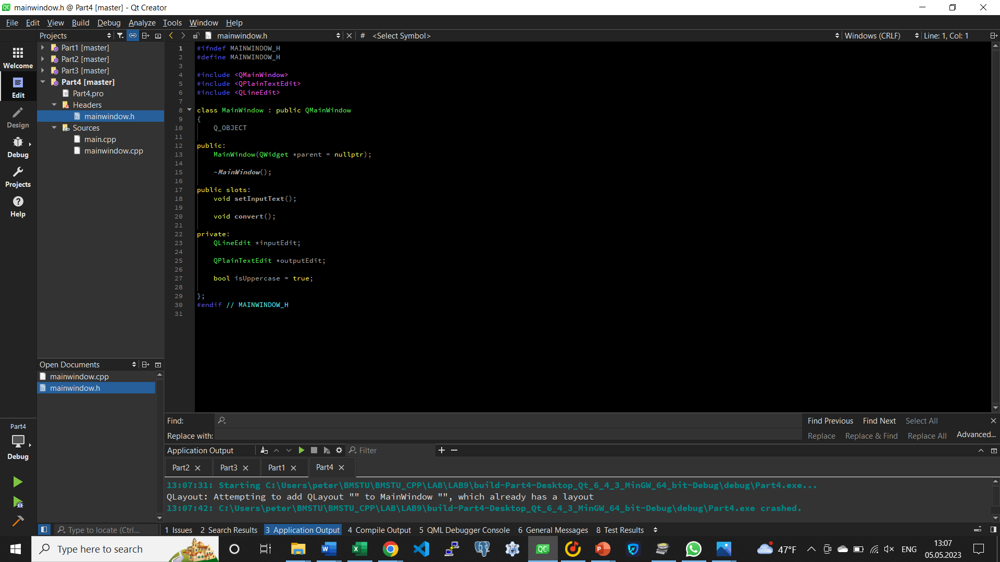 mainwindow.h @ Part4 [master] - Qt Creator
File Edit View Build Debug Analyze Tools Window Help
Projects
mainwindow.h
# <Select Symbol>
Windows (CRLF)
Line: 1, Col: 1
Welcome
Edit
Design
Debug
Projects
Help
Part1 [master]
Part2 [master]
Part3 [master]
Part4 [master]
Part4.pro
Headers
mainwindow.h
Sources
main.cpp
mainwindow.cpp
1 #ifndef MAINWINDOW_H
2 #define MAINWINDOW_H
3
4 #include <QMainWindow>
5 #include <QPlainTextEdit>
6 #include <QLineEdit>
7
8 class MainWindow : public QMainWindow
9 {
10     Q_OBJECT
11
12 public:
13     MainWindow(QWidget *parent = nullptr);
14
15     ~MainWindow();
16
17 public slots:
18     void setInputText();
19
20     void convert();
21
22 private:
23     QLineEdit *inputEdit;
24
25     QPlainTextEdit *outputEdit;
26
27     bool isUppercase = true;
28
29 };
30 #endif // MAINWINDOW_H
31
Open Documents
mainwindow.cpp
mainwindow.h
Find:
Find Previous Find Next Select All
Replace with:
Replace Replace & Find Replace All Advanced...
Part4
Debug
Application Output
Filter
Part2 Part3 Part1 Part4
13:07:31: Starting C:\Users\peter\BMSTU\BMSTU_CPP\LAB\LAB9\build-Part4-Desktop_Qt_6_4_3_MinGW_64_bit-Debug\debug\Part4.exe...
QLayout: Attempting to add QLayout "" to MainWindow "", which already has a layout
13:07:42: C:\Users\peter\BMSTU\BMSTU_CPP\LAB\LAB9\build-Part4-Desktop_Qt_6_4_3_MinGW_64_bit-Debug\debug\Part4.exe crashed.
Type to locate (Ctrl...
1 Issues 2 Search Results 3 Application Output 4 Compile Output 5 QML Debugger Console 6 General Messages 8 Test Results
Type here to search
47°F
ENG
13:07
05.05.2023